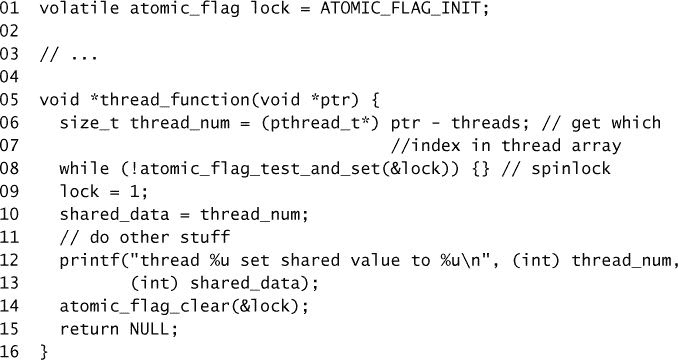 01 volatile atomic_flag lock = ATOMIC_FLAG_INIT;
02
03 // ...
04
05 void *thread_function(void *ptr) {
06   size_t thread_num = (pthread_t*) ptr - threads; // get which
07                                   //index in thread array
08   while (!atomic_flag_test_and_set(&lock)) {} // spinlock
09   lock = 1;
10   shared_data = thread_num;
11   // do other stuff
12   printf("thread %u set shared value to %u\n", (int) thread_num,
13          (int) shared_data);
14   atomic_flag_clear(&lock);
15   return NULL;
16 }